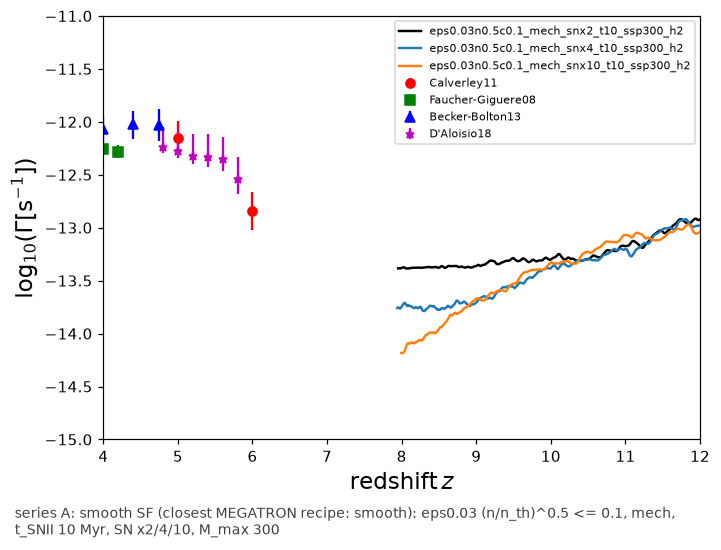 −11.0
−11.5
−12.0
−12.5
−13.0
−13.5
−14.0
−14.5
−15.0
log10(Γ[s−1])
eps0.03n0.5c0.1_mech_snx2_t10_ssp300_h2
eps0.03n0.5c0.1_mech_snx4_t10_ssp300_h2
eps0.03n0.5c0.1_mech_snx10_t10_ssp300_h2
Calverley11
Faucher-Giguere08
Becker-Bolton13
D'Aloisio18
4 5 6 7 8 9 10 11 12
redshift z
series A: smooth SF (closest MEGATRON recipe: smooth): eps0.03 (n/n_th)^0.5 <= 0.1, mech,
t_SNII 10 Myr, SN x2/4/10, M_max 300